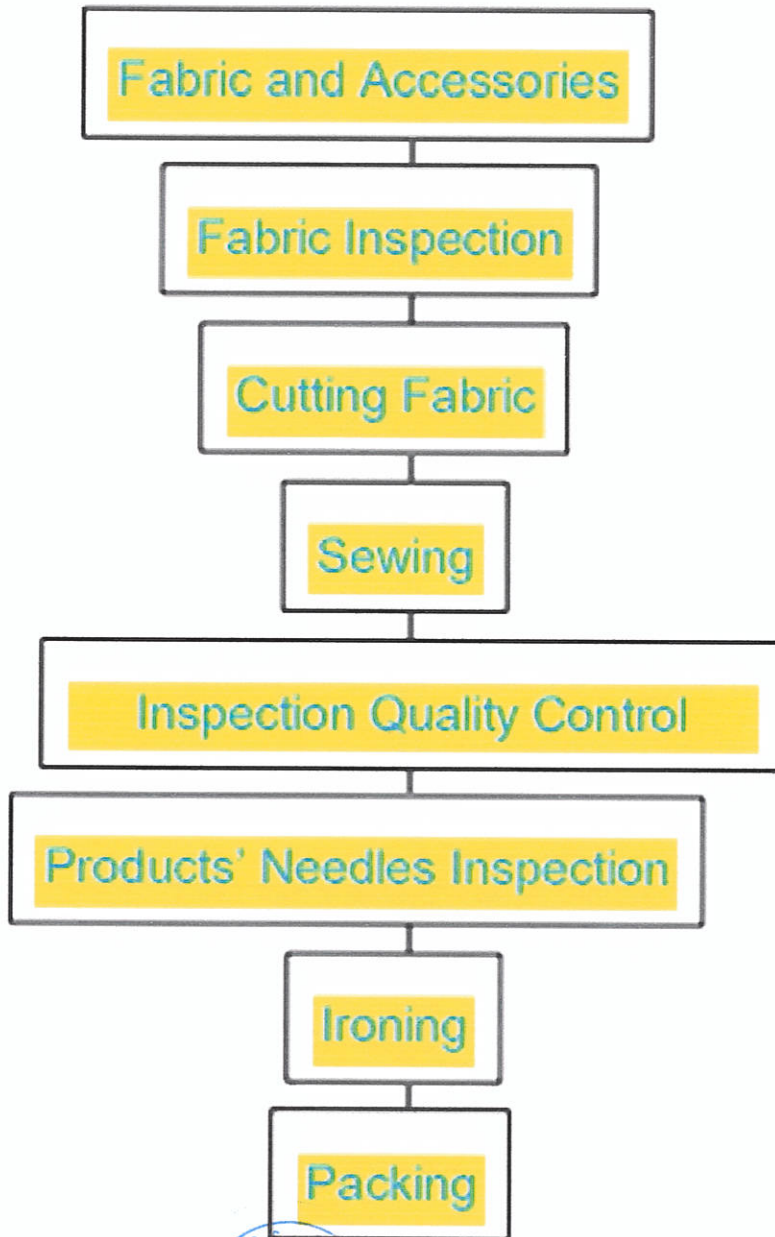 Fabric and Accessories
Fabric Inspection
Cutting Fabric
Sewing
Inspection Quality Control
Products’ Needles Inspection
Ironing
Packing